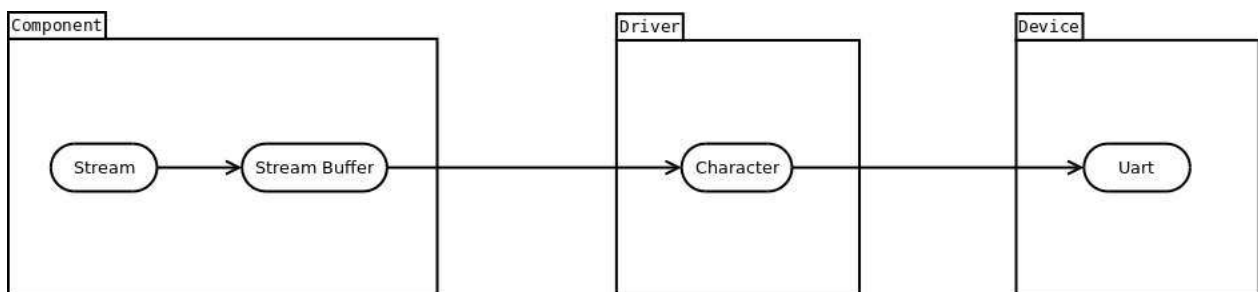 Component
Driver
Device
Stream
Stream Buffer
Character
Uart